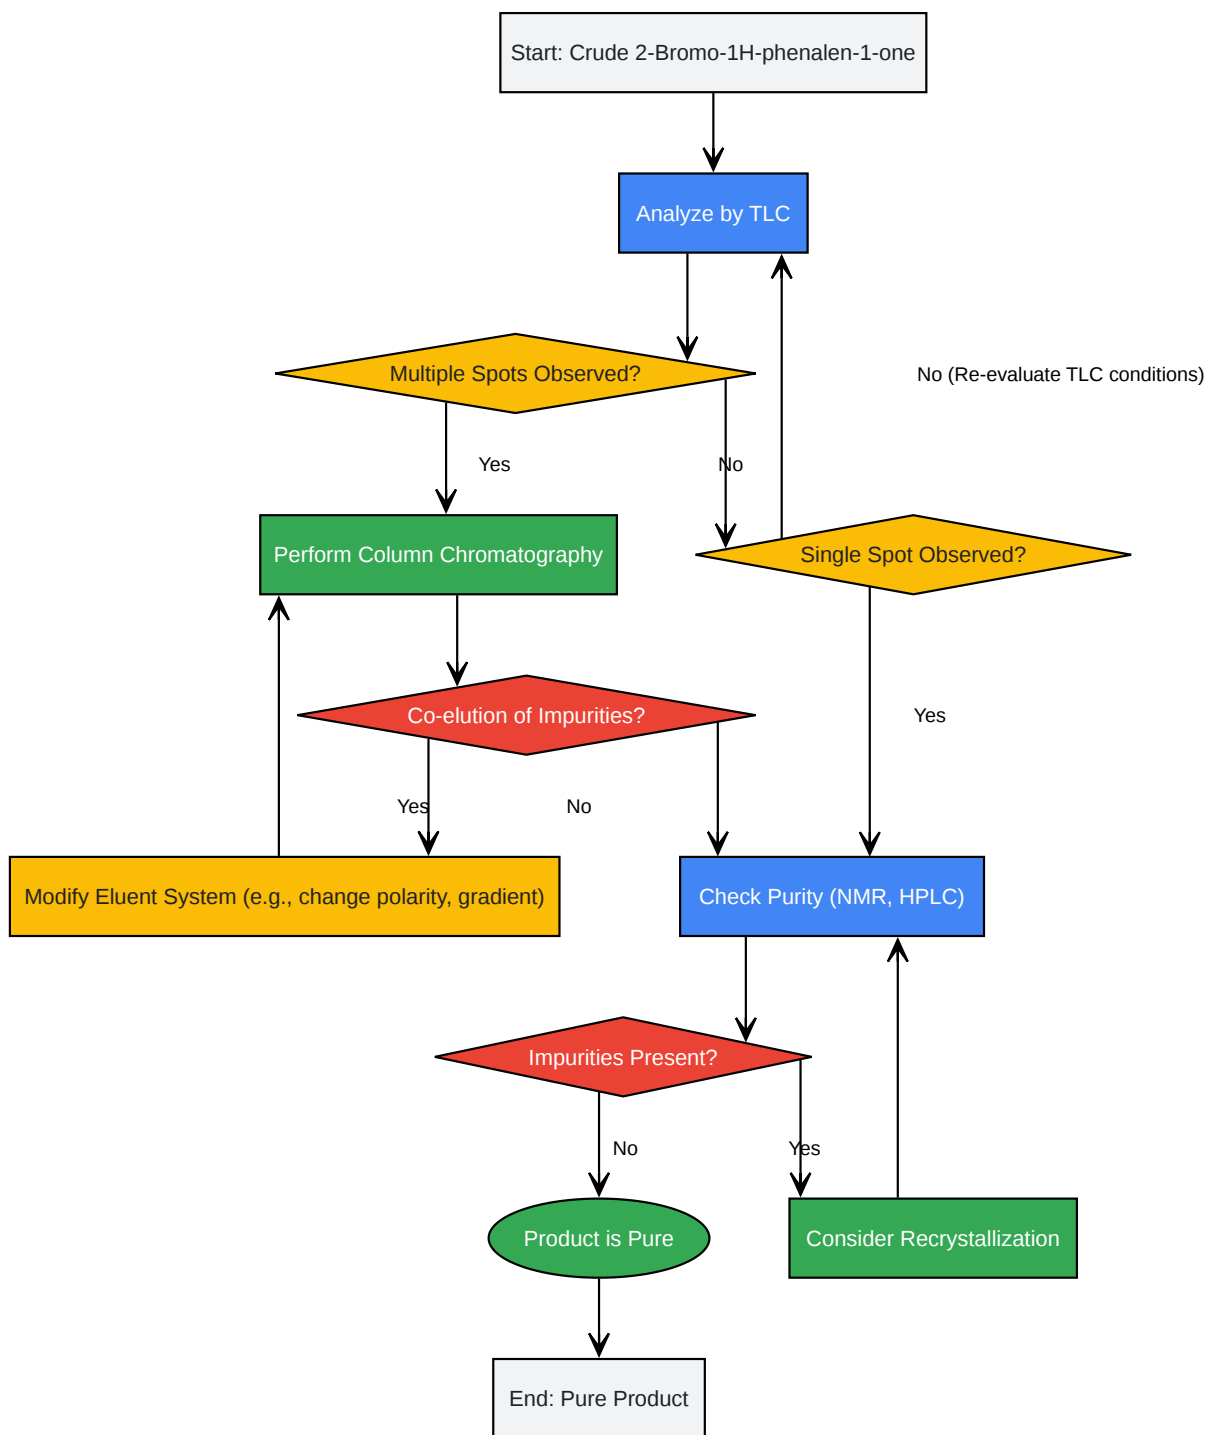 Start: Crude 2-Bromo-1H-phenalen-1-one
Analyze by TLC
Multiple Spots Observed?
No (Re-evaluate TLC conditions)
Yes
No
Perform Column Chromatography
Single Spot Observed?
Co-elution of Impurities?
Yes
Yes
No
Modify Eluent System (e.g., change polarity, gradient)
Check Purity (NMR, HPLC)
Impurities Present?
No
Yes
Product is Pure
Consider Recrystallization
End: Pure Product